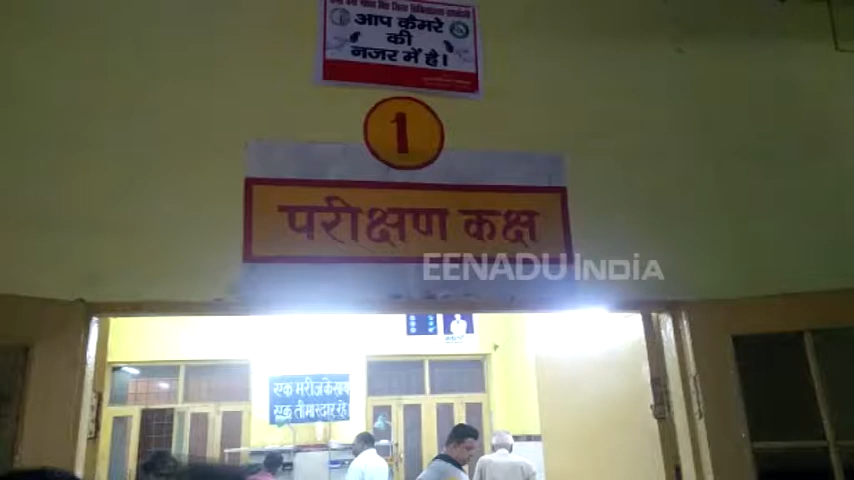 आप कैमरे
की
नजर में है।
1
परीक्षण कक्ष
EENADU INDIA
एक मरीज के साथ
एक तीमारदार रहे